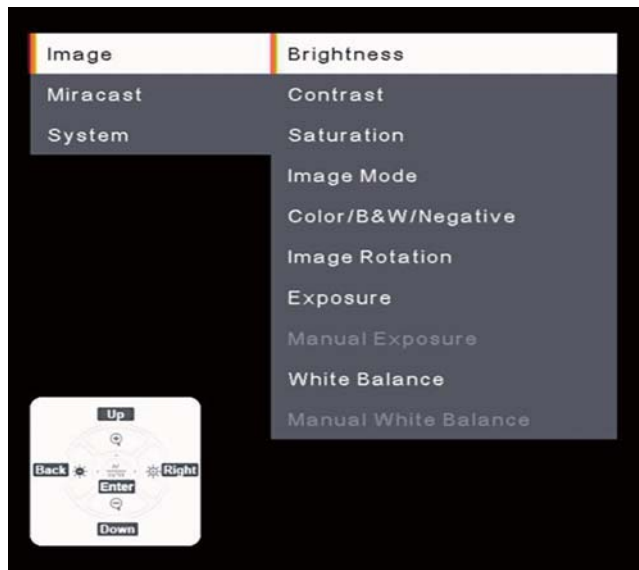 Image
Miracast
System
Brightness
Contrast
Saturation
Image Mode
Color/B&W/Negative
Image Rotation
Exposure
Manual Exposure
White Balance
Manual White Balance
Up
Back
Right
Enter
Down